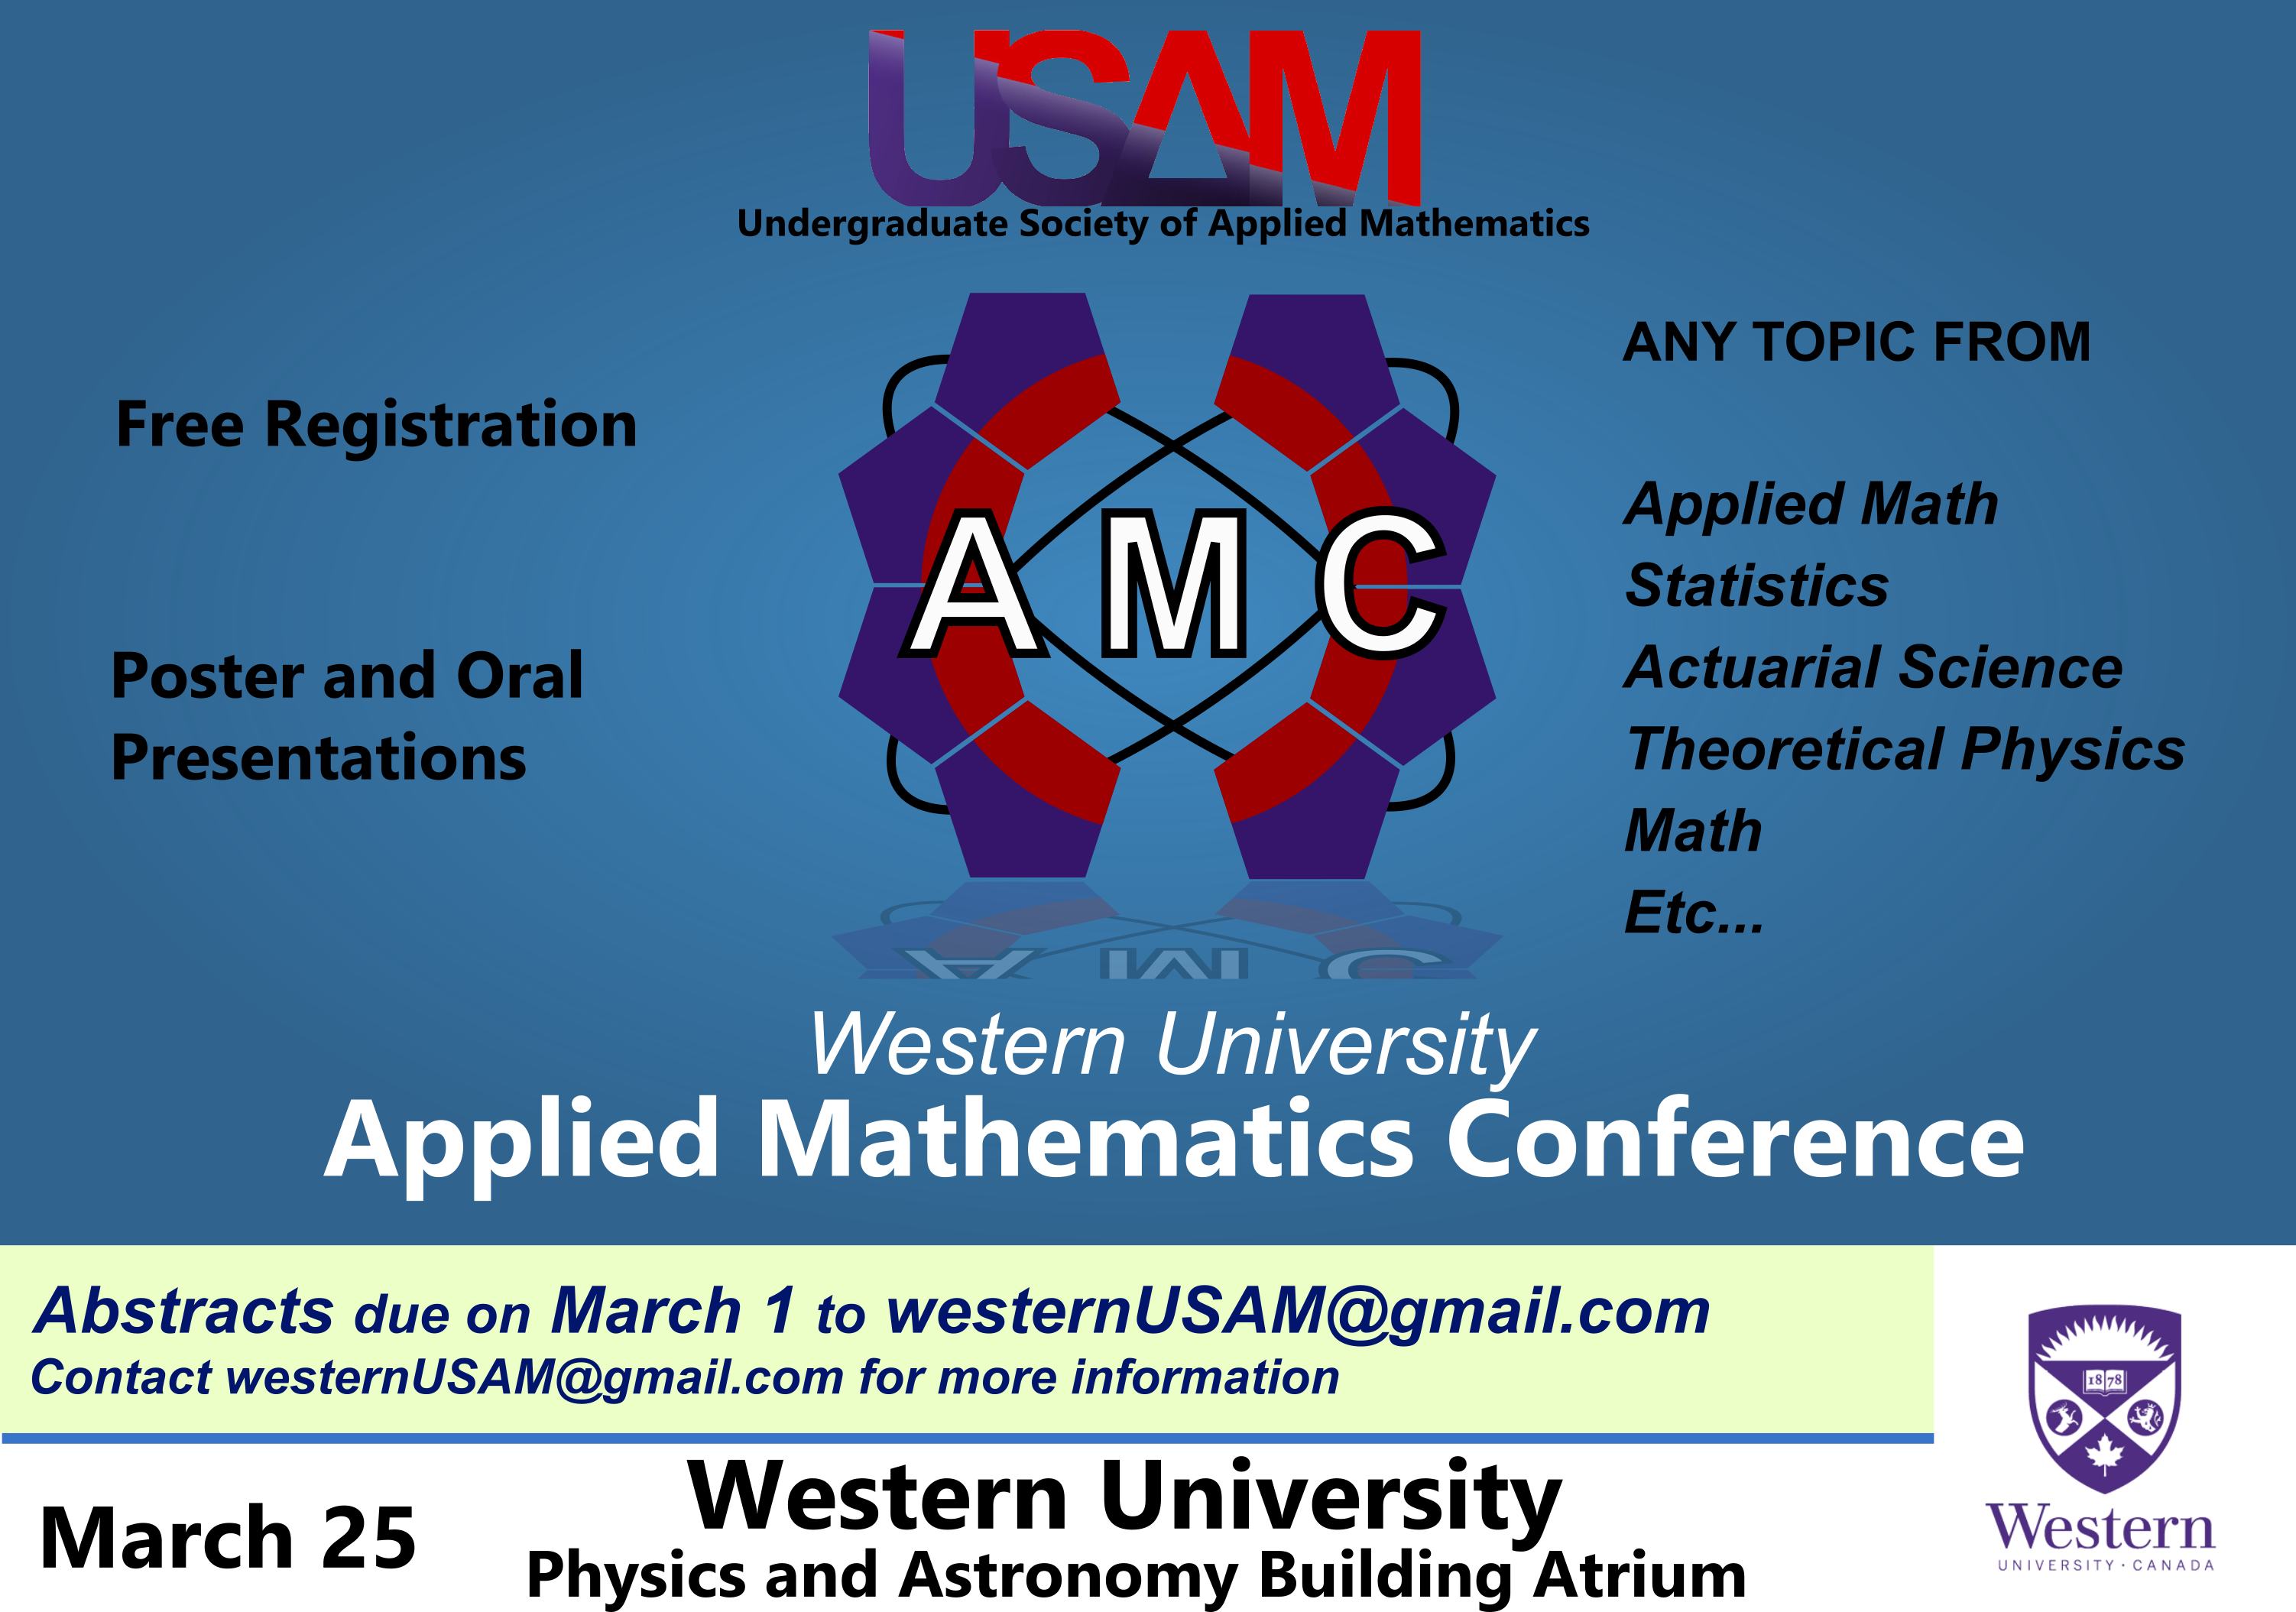 USAM
Undergraduate Society of Applied Mathematics
Free Registration
Poster and Oral
Presentations
AMC
ANY TOPIC FROM
Applied Math
Statistics
Actuarial Science
Theoretical Physics
Math
Etc...
Western University
Applied Mathematics Conference
Abstracts due on March 1 to westernUSAM@gmail.com
Contact westernUSAM@gmail.com for more information
March 25
Western University
Physics and Astronomy Building Atrium
1878
Western
UNIVERSITY · CANADA